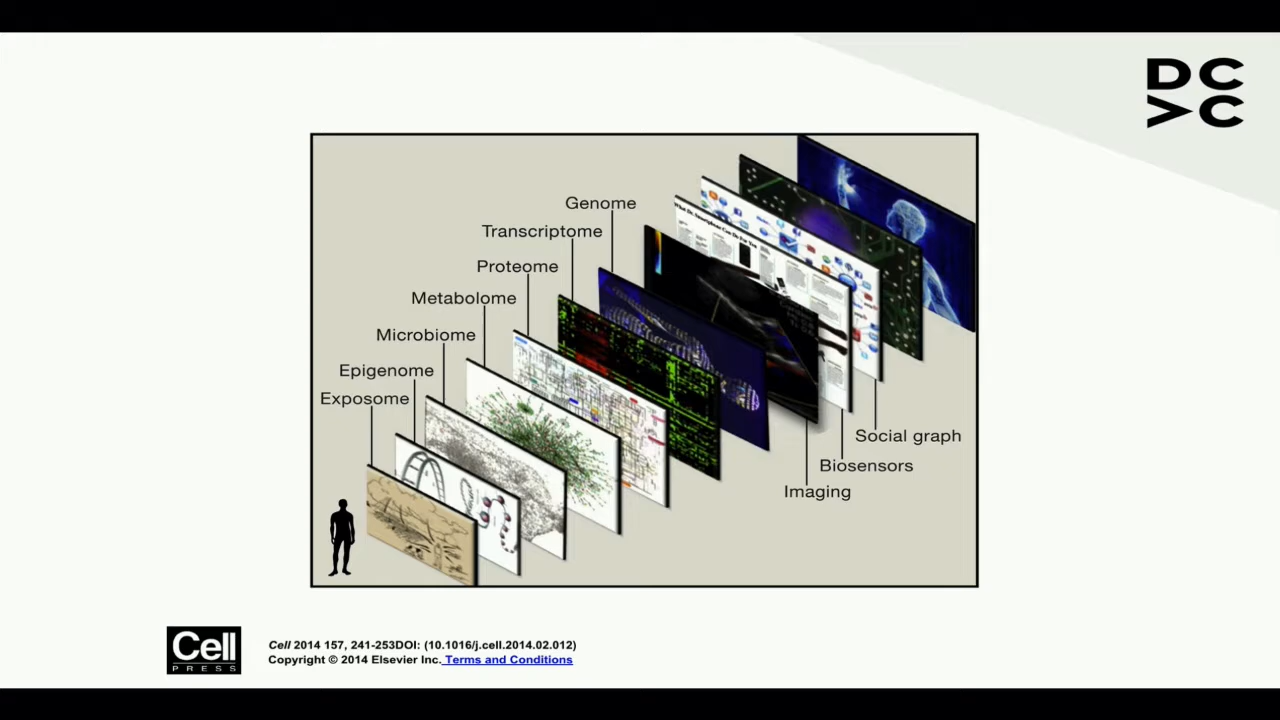 DC
>C
Genome
Transcriptome
Proteome
Metabolome
Microbiome
Epigenome
Exposome
Social graph
Biosensors
Imaging
Cell
PRESS
Cell 2014 157, 241-253DOI: (10.1016/j.cell.2014.02.012)
Copyright © 2014 Elsevier Inc. Terms and Conditions